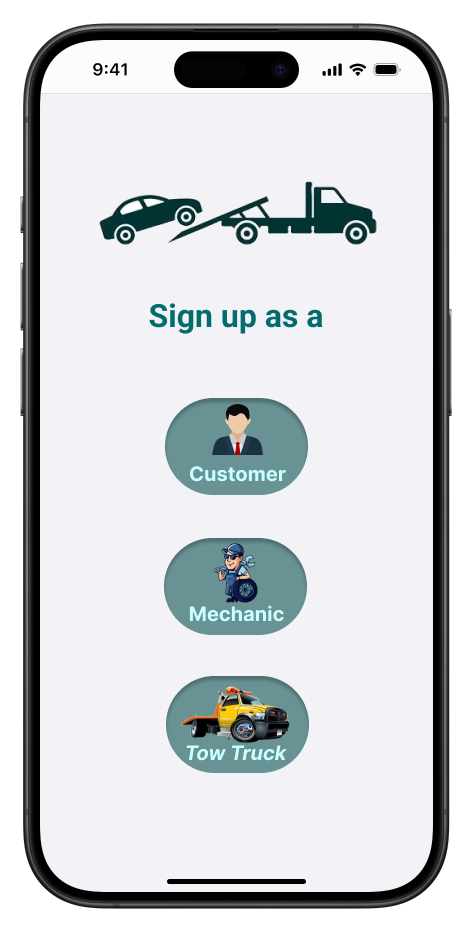 9:41
Sign up as a
Customer
Mechanic
Tow Truck